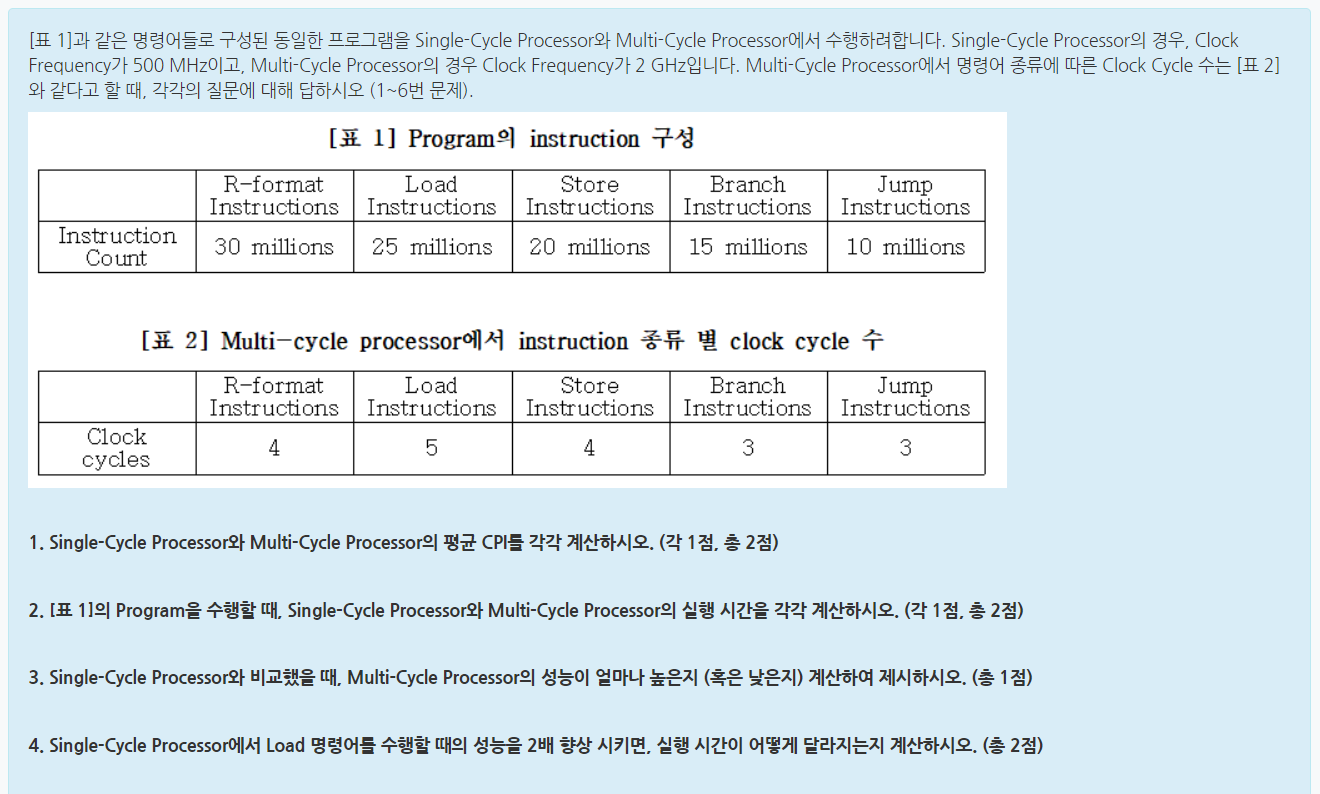 [표 1]과 같은 명령어들로 구성된 동일한 프로그램을 Single-Cycle Processor와 Multi-Cycle Processor에서 수행하려합니다. Single-Cycle Processor의 경우, Clock
Frequency가 500 MHz이고, Multi-Cycle Processor의 경우 Clock Frequency가 2 GHz입니다. Multi-Cycle Processor에서 명령어 종류에 따른 Clock Cycle 수는 [표 2]
와 같다고 할 때, 각각의 질문에 대해 답하시오 (1~6번 문제).
[표 1] Program의 instruction 구성
R-format Load Store Branch Jump
Instructions Instructions Instructions Instructions Instructions
Instruction Count 30 millions 25 millions 20 millions 15 millions 10 millions
[표 2] Multi-cycle processor에서 instruction 종류 별 clock cycle 수
R-format Load Store Branch Jump
Instructions Instructions Instructions Instructions Instructions
Clock cycles 4 5 4 3 3
1. Single-Cycle Processor와 Multi-Cycle Processor의 평균 CPI를 각각 계산하시오. (각 1점, 총 2점)
2. [표 1]의 Program을 수행할 때, Single-Cycle Processor와 Multi-Cycle Processor의 실행 시간을 각각 계산하시오. (각 1점, 총 2점)
3. Single-Cycle Processor와 비교했을 때, Multi-Cycle Processor의 성능이 얼마나 높은지 (혹은 낮은지) 계산하여 제시하시오. (총 1점)
4. Single-Cycle Processor에서 Load 명령어를 수행할 때의 성능을 2배 향상 시키면, 실행 시간이 어떻게 달라지는지 계산하시오. (총 2점)